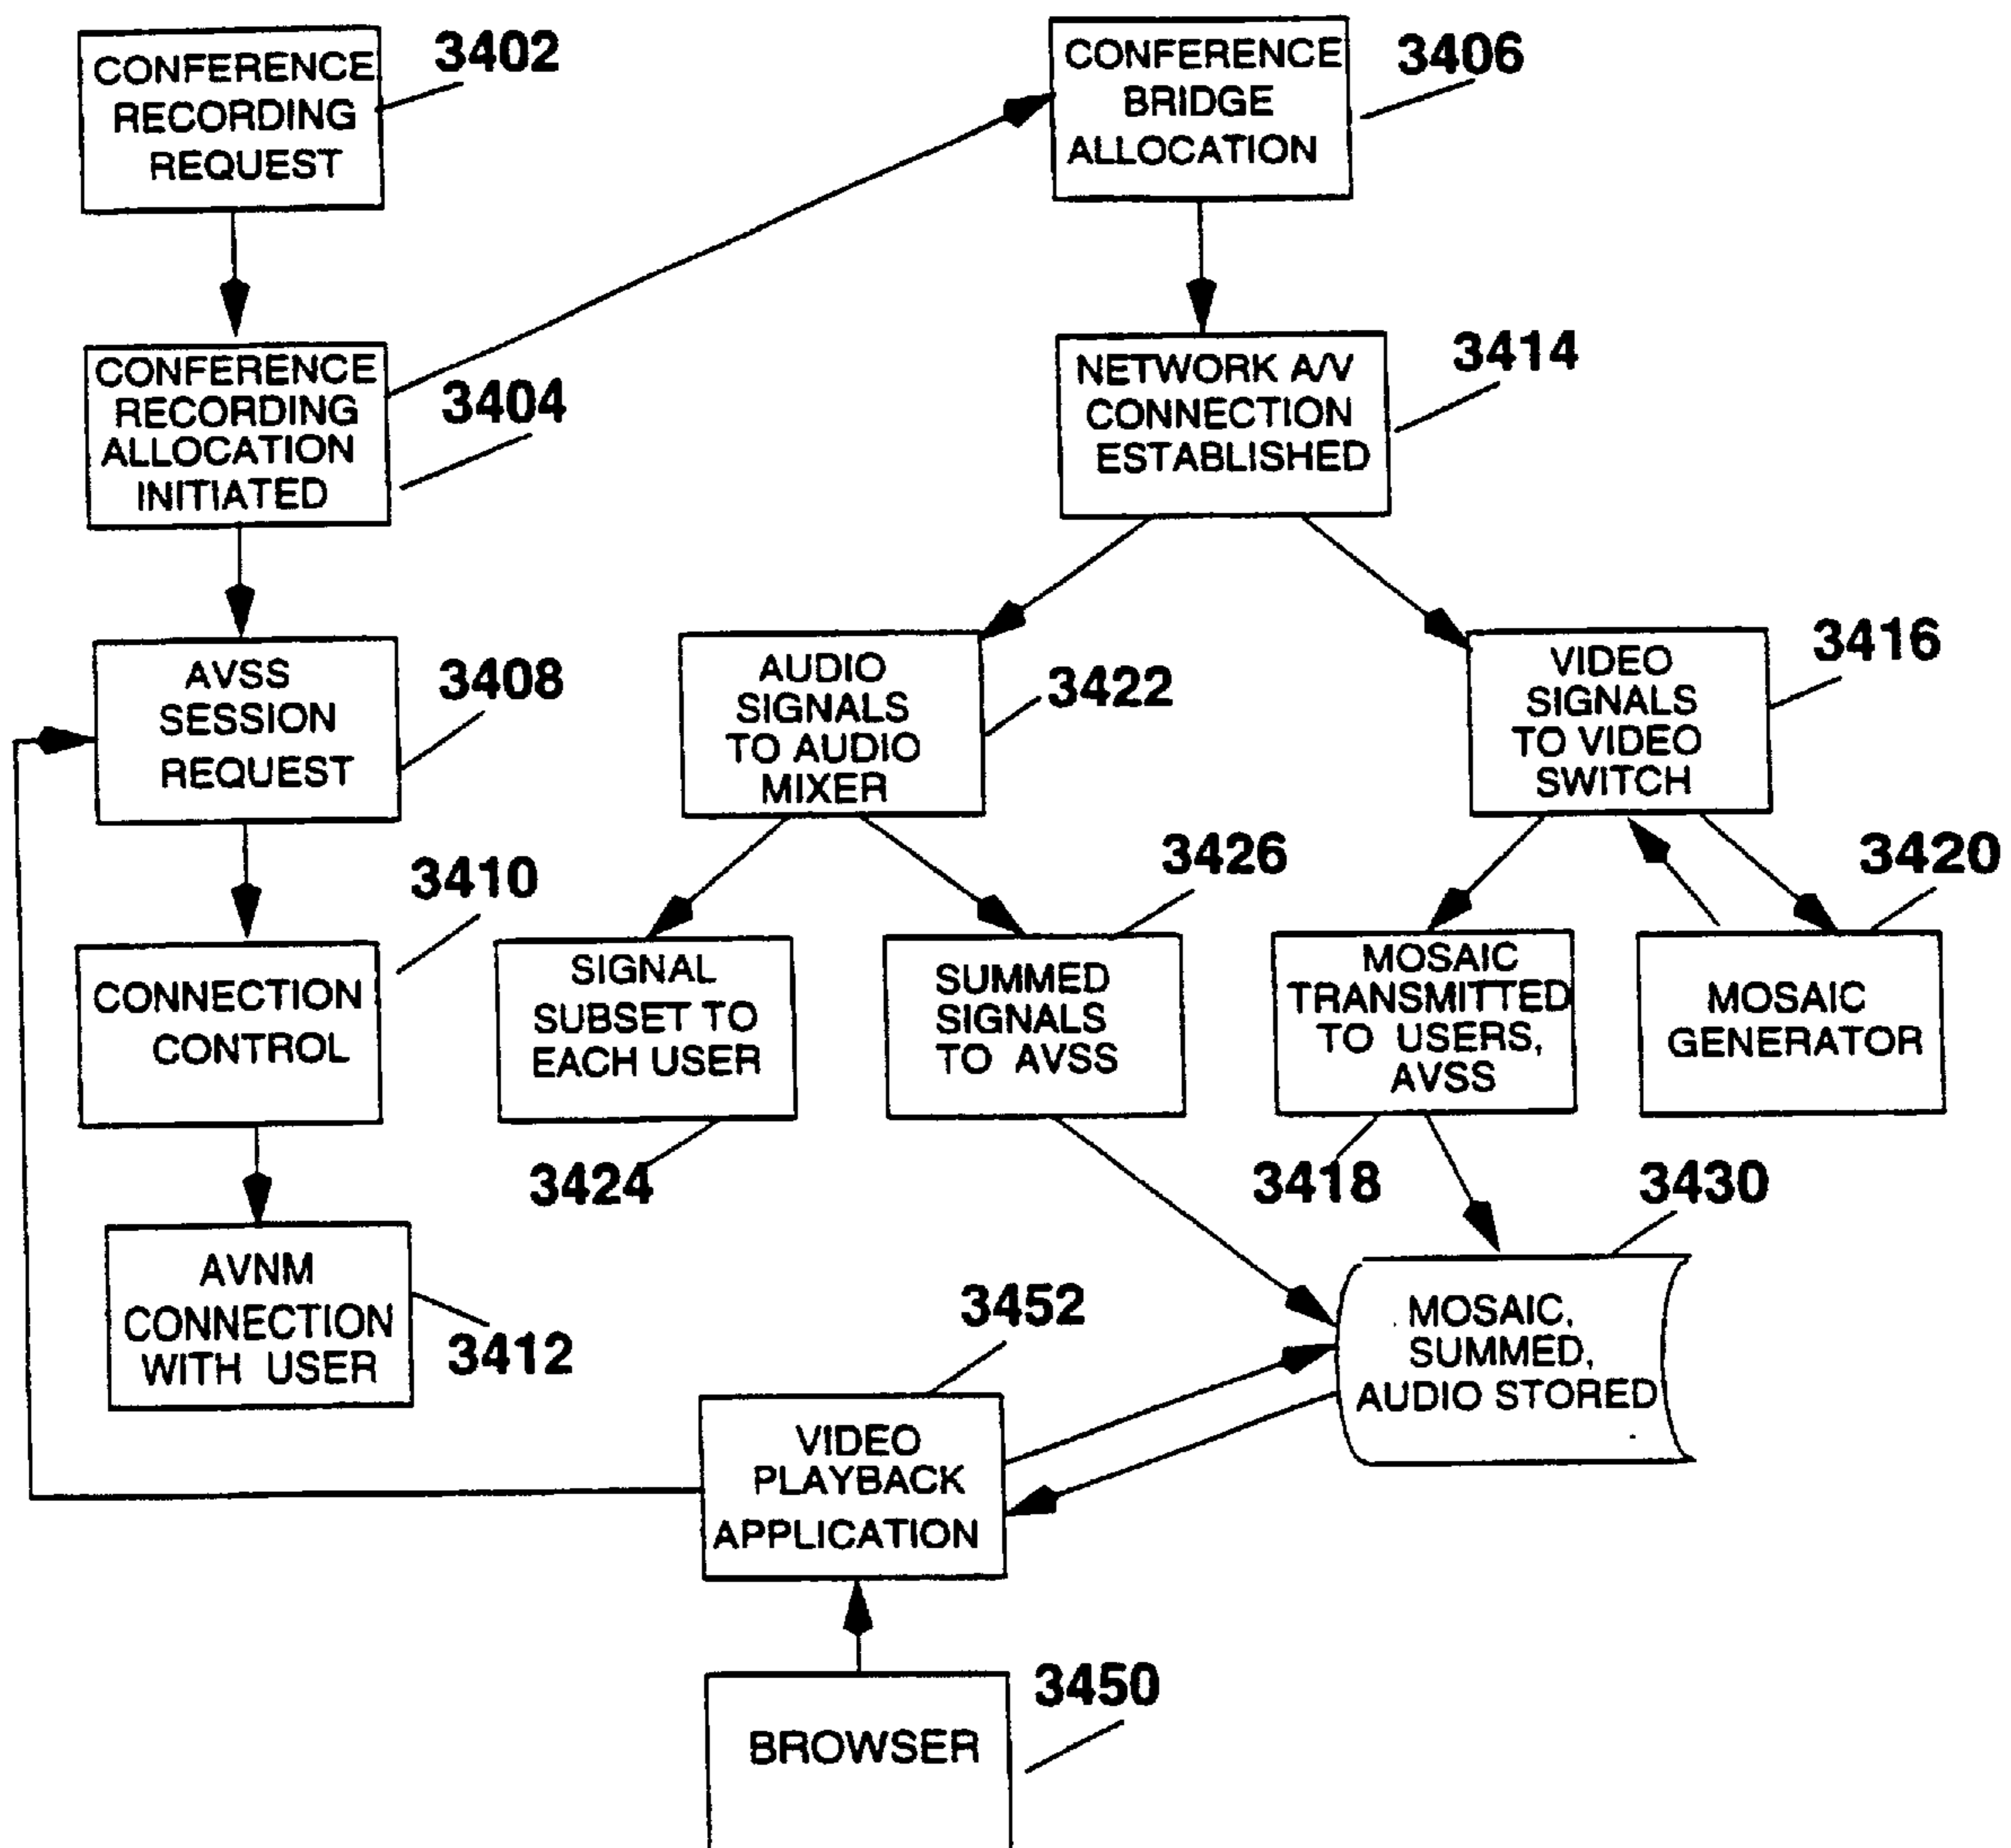 CONFERENCE
RECORDING
REQUEST
3402
CONFERENCE
BRIDGE
ALLOCATION
3406
CONFERENCE
RECORDING
ALLOCATION
INITIATED
3404
NETWORK A/V
CONNECTION
ESTABLISHED
3414
AVSS
SESSION
REQUEST
3408
AUDIO
SIGNALS
TO AUDIO
MIXER
3422
VIDEO
SIGNALS
TO VIDEO
SWITCH
3416
CONNECTION
CONTROL
3410
SIGNAL
SUBSET TO
EACH USER
3424
SUMMED
SIGNALS
TO AVSS
3426
MOSAIC
TRANSMITTED
TO USERS,
AVSS
3418
MOSAIC
GENERATOR
3420
AVNM
CONNECTION
WITH USER
3412
MOSAIC,
SUMMED,
AUDIO STORED
3430
VIDEO
PLAYBACK
APPLICATION
3452
BROWSER
3450